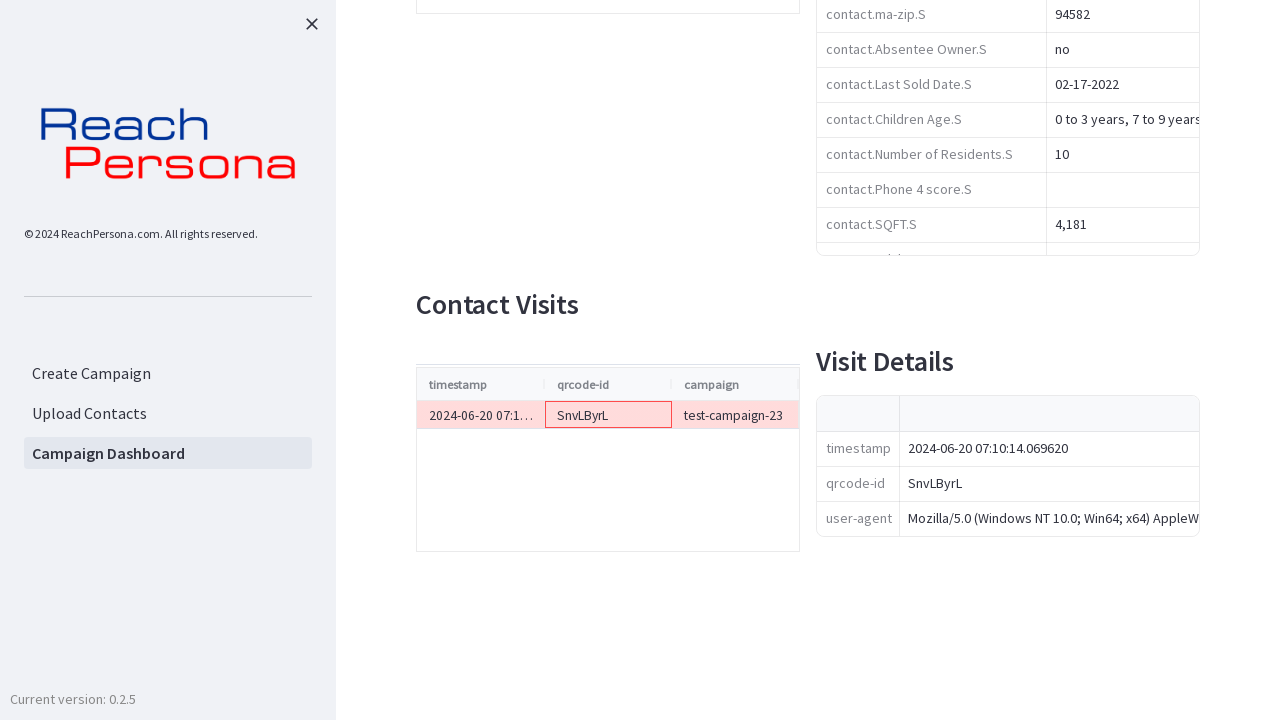 Reach
Persona
© 2024 ReachPersona.com. All rights reserved.
Create Campaign
Upload Contacts
Campaign Dashboard
Current version: 0.2.5
contact.ma-zip.S 94582
contact.Absentee Owner.S no
contact.Last Sold Date.S 02-17-2022
contact.Children Age.S 0 to 3 years, 7 to 9 years
contact.Number of Residents.S 10
contact.Phone 4 score.S
contact.SQFT.S 4,181
Contact Visits
timestamp qrcode-id campaign
2024-06-20 07:1… SnvLByrL test-campaign-23
Visit Details
timestamp 2024-06-20 07:10:14.069620
qrcode-id SnvLByrL
user-agent Mozilla/5.0 (Windows NT 10.0; Win64; x64) AppleW